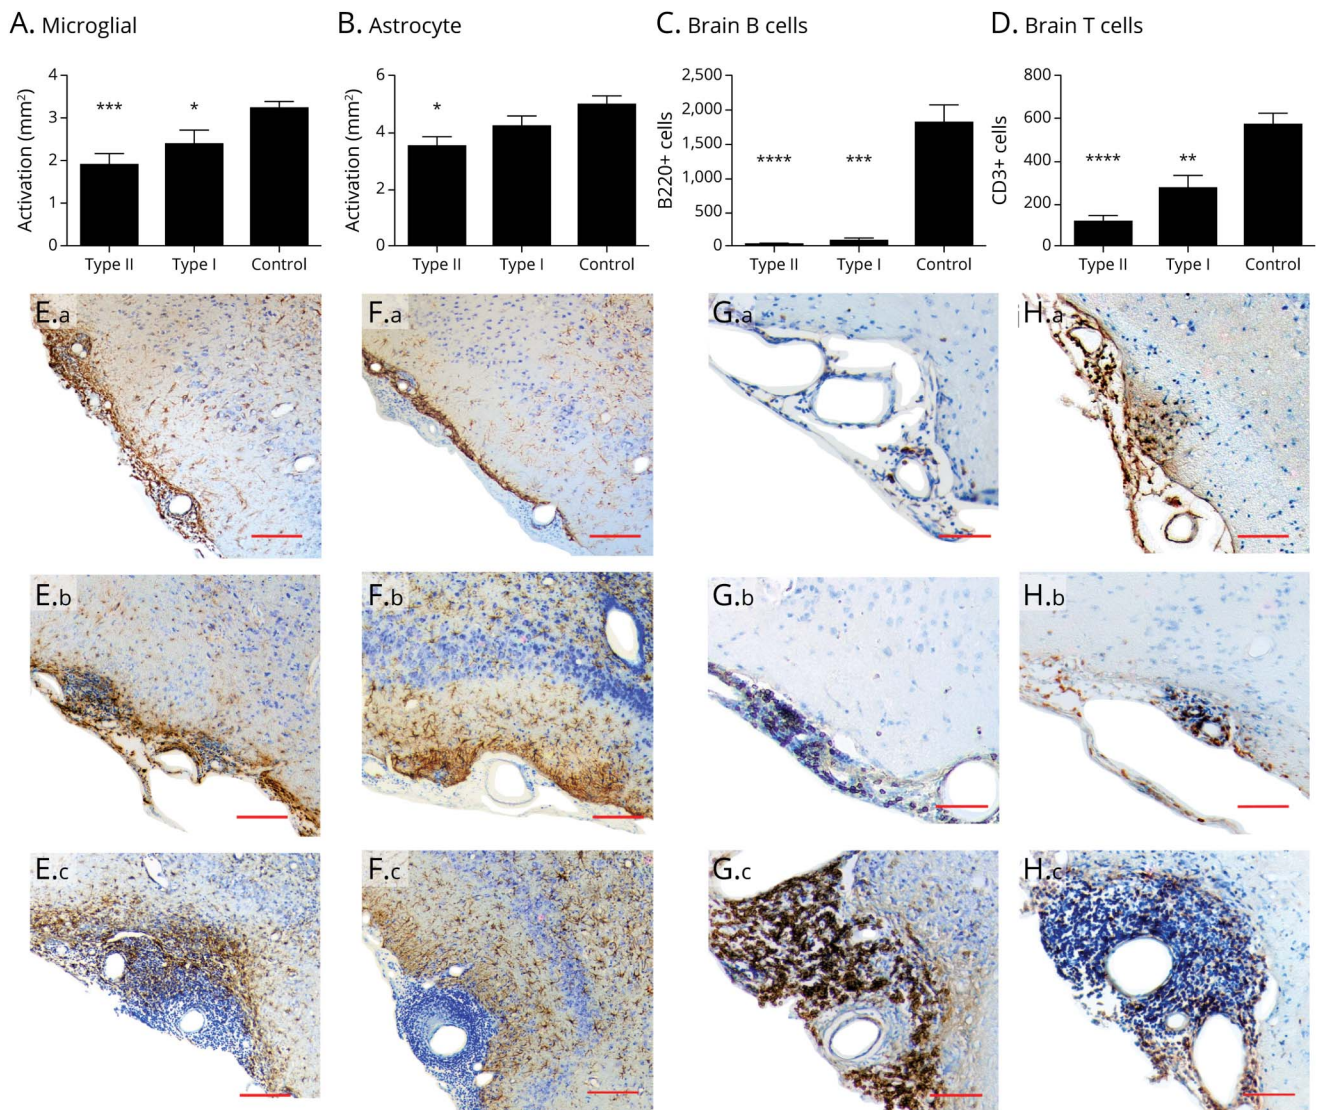 A. Microglial
B. Astrocyte
C. Brain B cells
D. Brain T cells
Activation (mm²)
4
3
2
1
0
***
*
Type II
Type I
Control
Activation (mm²)
6
4
2
0
*
Type II
Type I
Control
B220+ cells
2,500
2,000
1,500
1,000
500
0
****
***
Type II
Type I
Control
CD3+ cells
800
600
400
200
0
****
**
Type II
Type I
Control
E.a
F.a
G.a
H.a
E.b
F.b
G.b
H.b
E.c
F.c
G.c
H.c